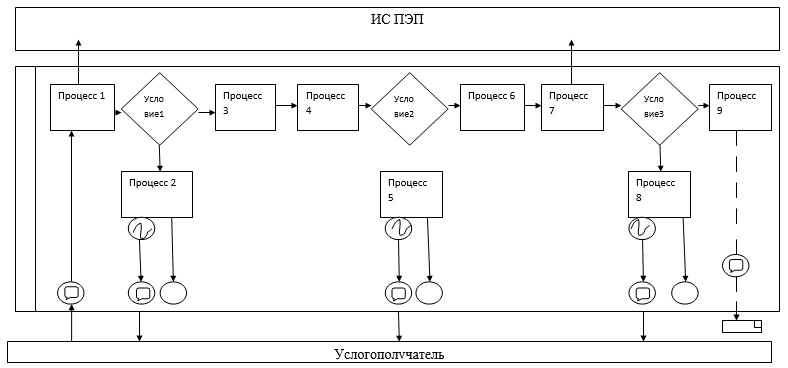 ИС ПЭП
Процесс 1
Усло
вие1
Процесс
3
Процесс
4
Усло
вие2
Процесс 6
Процесс
7
Усло
вие3
Процесс
9
Процесс 2
Процесс
5
Процесс
8
Услогополучатель